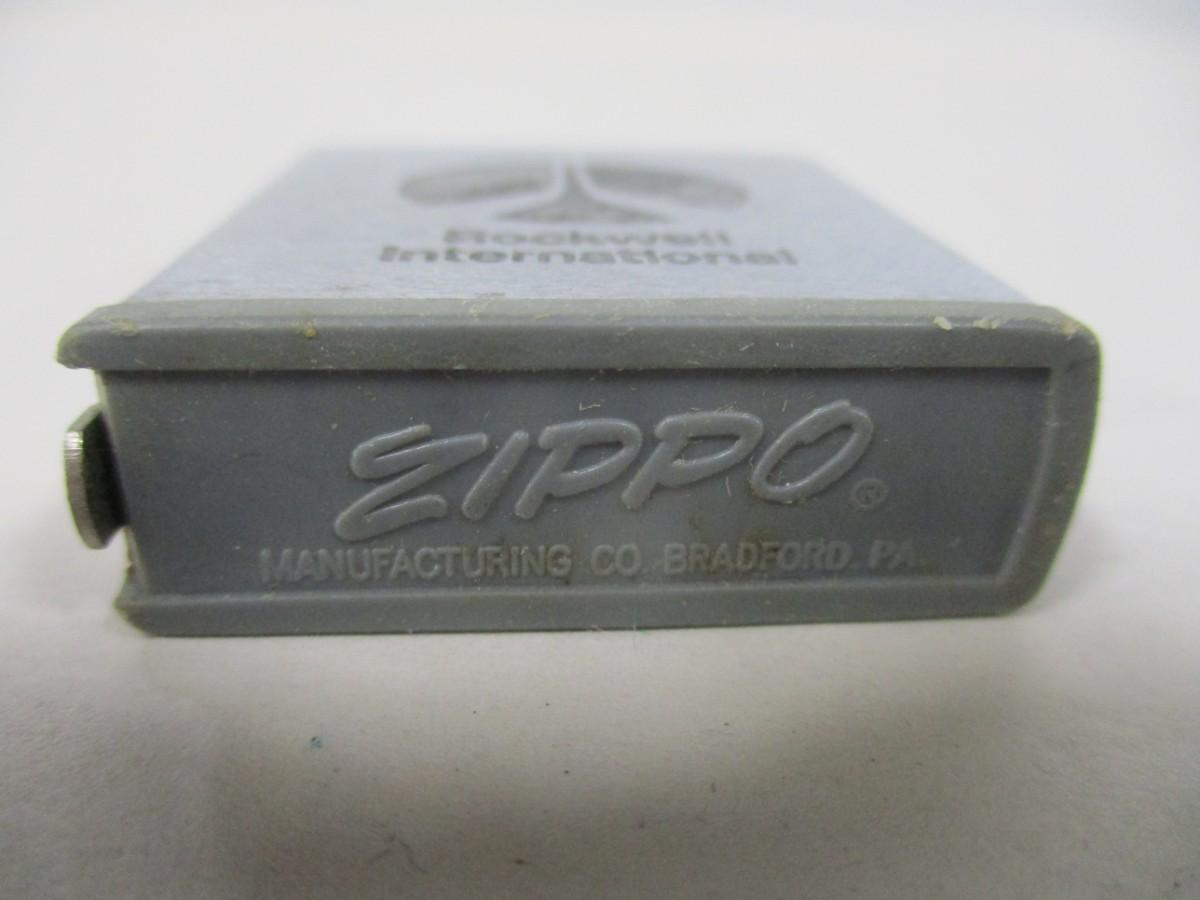 Rockwell
International
ZIPPO®
MANUFACTURING CO. BRADFORD. PA.